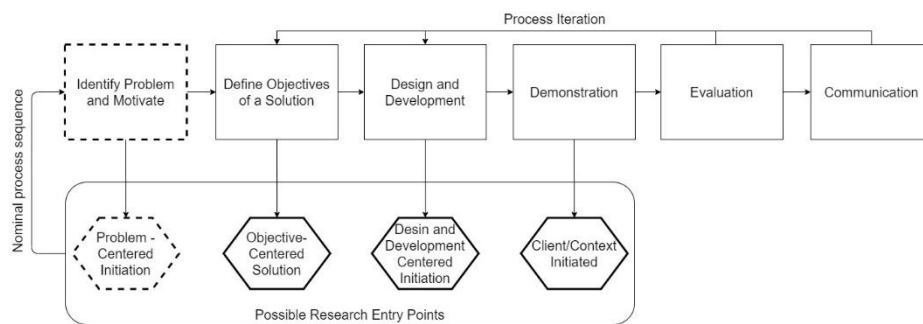 Process Iteration
Identify Problem
and Motivate
Define Objectives
of a Solution
Design and
Development
Demonstration
Evaluation
Communication
Nominal process sequence
Problem -
Centered
Initiation
Objective-
Centered
Solution
Desin and
Development
Centered
Initiation
Client/Context
Initiated
Possible Research Entry Points